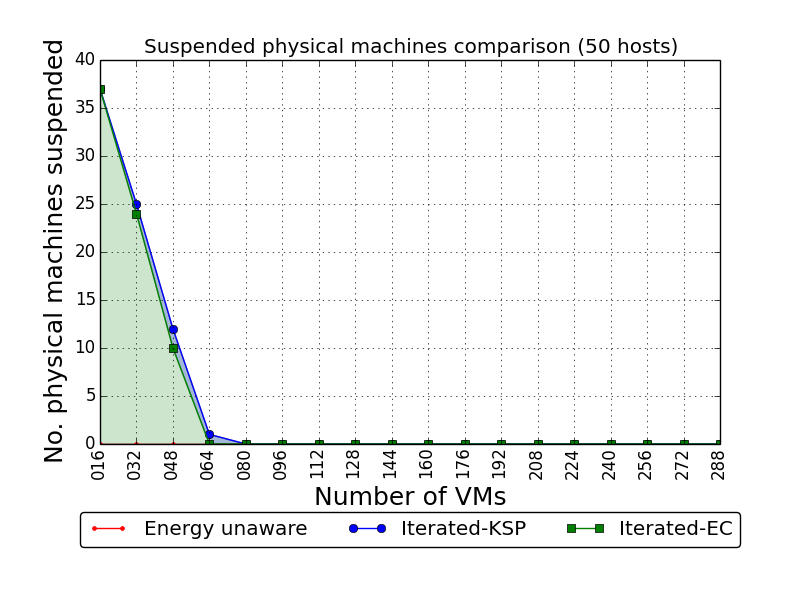 Suspended physical machines comparison (50 hosts)
No. physical machines suspended
40
35
30
25
20
15
10
5
0
016 032 048 064 080 096 112 128 144 160 176 192 208 224 240 256 272 288
Number of VMs
Energy unaware Iterated-KSP Iterated-EC